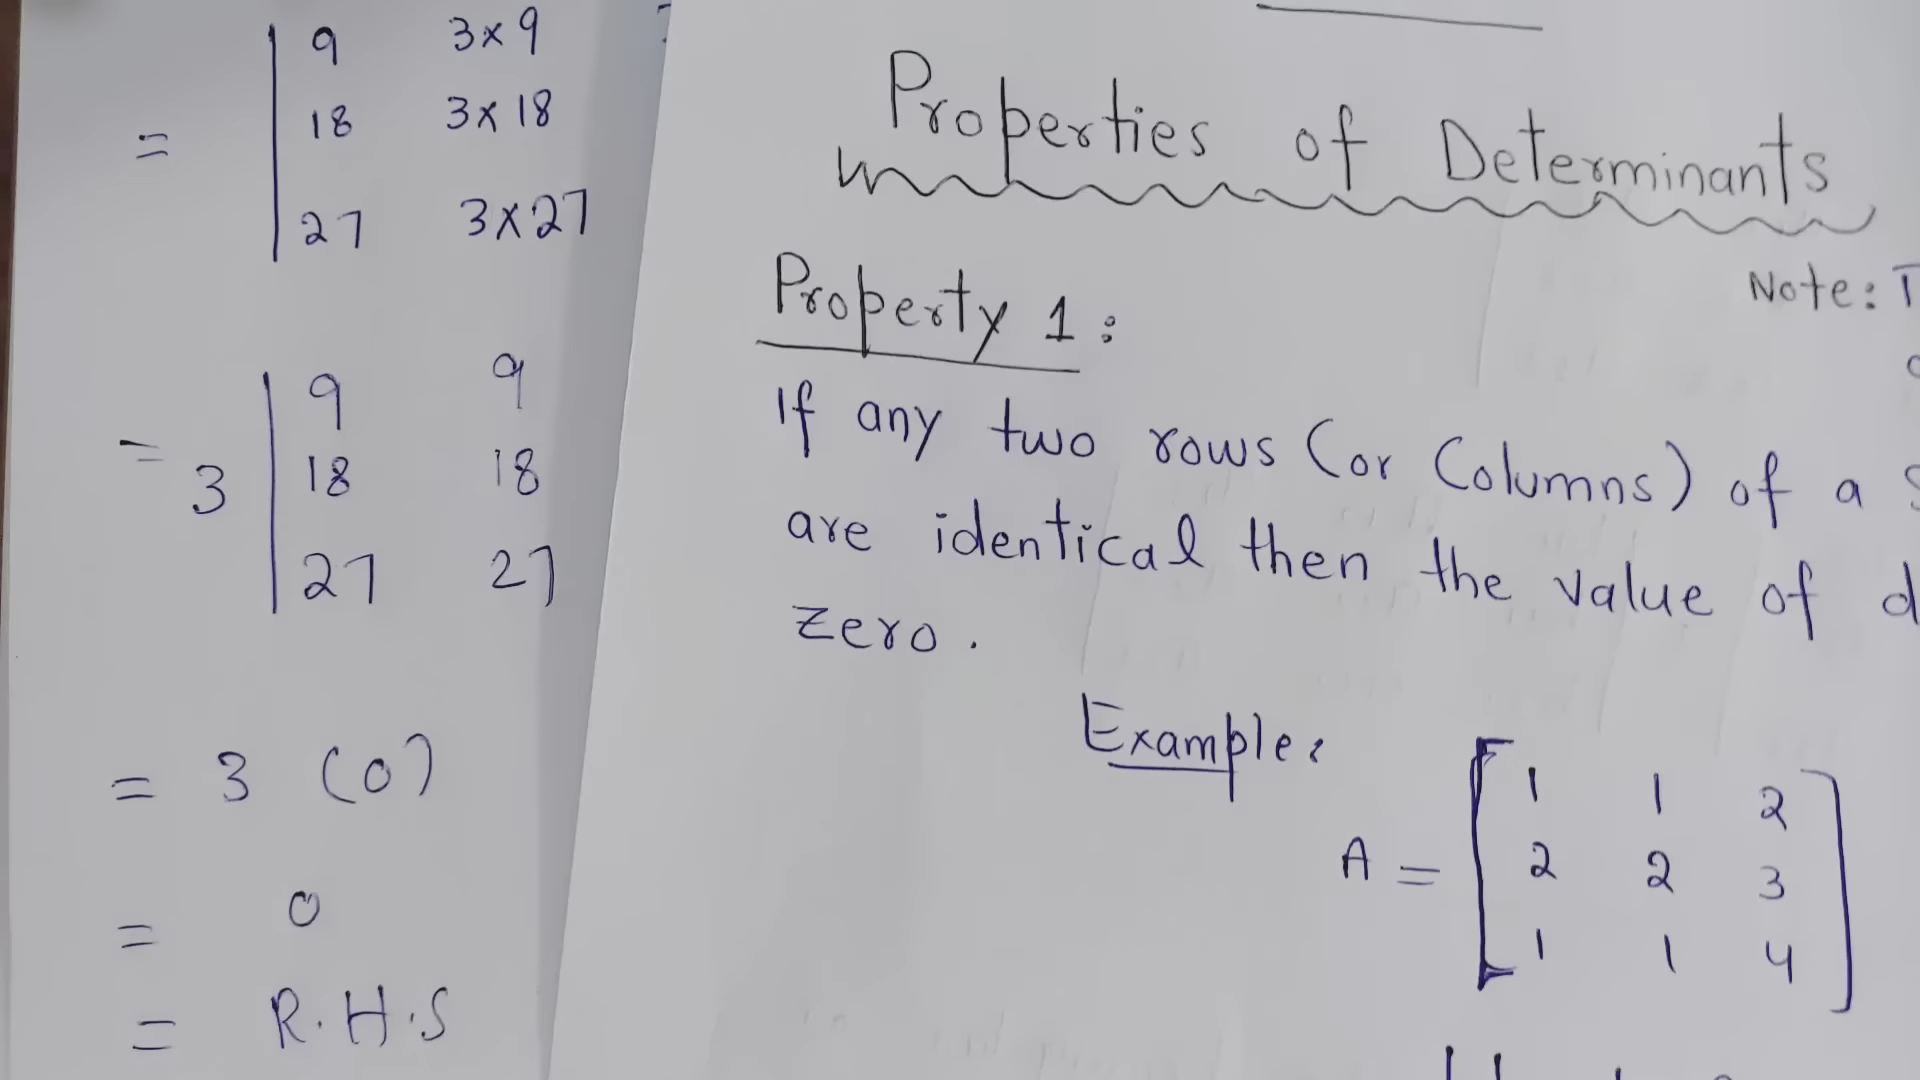 9 3×9
= 18 3×18
27 3×27
9 9
= 3 18 18
27 27
= 3 (0)
= 0
= R.H.S
Properties of Determinants
Note:
Property 1:
If any two rows (or Columns) of a
are identical then the value of
zero.
Example:
1 1 2
A = 2 2 3
1 1 4